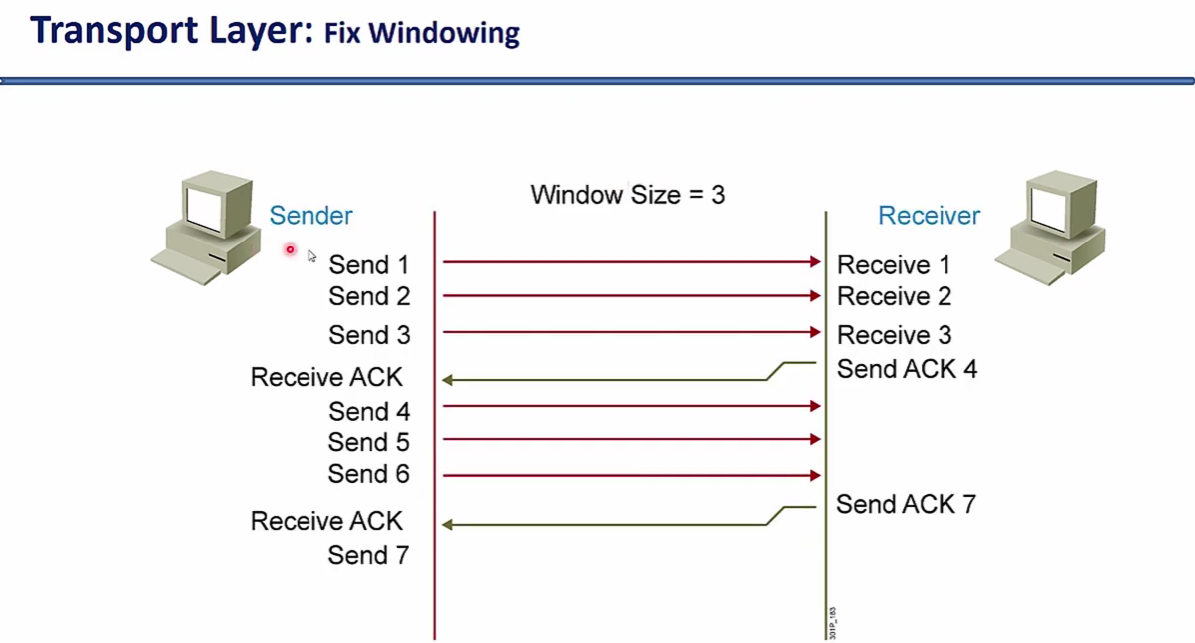 Transport Layer: Fix Windowing
Window Size = 3
Sender
Receiver
Send 1
Receive 1
Send 2
Receive 2
Send 3
Receive 3
Send ACK 4
Receive ACK
Send 4
Send 5
Send 6
Send ACK 7
Receive ACK
Send 7
301P_183